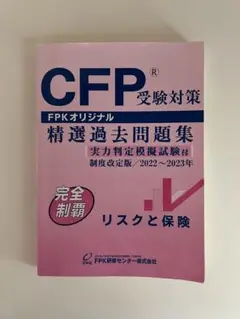 CFP® 受験対策
FPKオリジナル
精選過去問題集
実力判定模擬試験付
制度改定版/2022~2023年
完全
制覇
リスクと保険
FPK研修センター株式会社